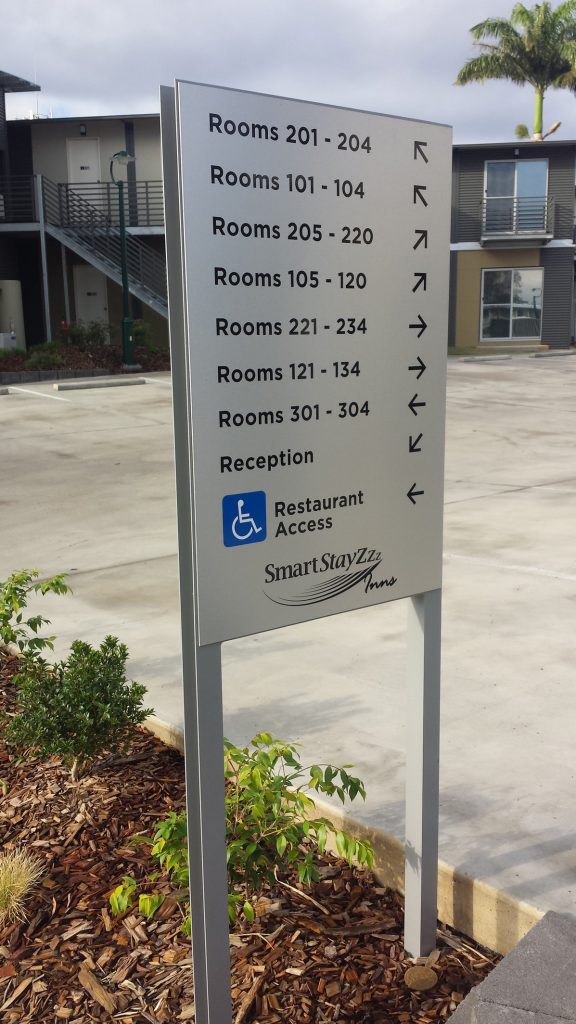 Rooms 201 - 204 ↖
Rooms 101 - 104 ↖
Rooms 205 - 220 ↗
Rooms 105 - 120 ↗
Rooms 221 - 234 →
Rooms 121 - 134 →
Rooms 301 - 304 ←
Reception ↙
Restaurant ←
Access
SmartStayZzz
Inns